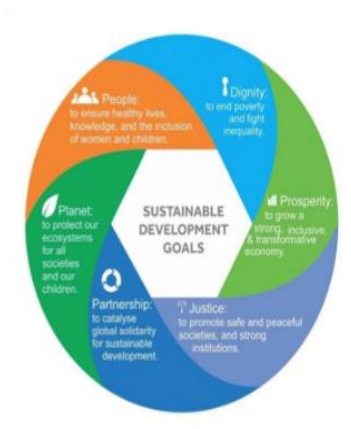 People:
to ensure healthy lives,
knowledge, and the inclusion
of women and children.
Dignity:
to end poverty
and fight
inequality.
Prosperity:
to grow a
strong, inclusive,
& transformative
economy.
Justice:
to promote safe and peaceful
societies, and strong
institutions.
Partnership:
to catalyse
global solidarity
for sustainable
development.
Planet:
to protect our
ecosystems
for all
societies
and our
children.
SUSTAINABLE
DEVELOPMENT
GOALS